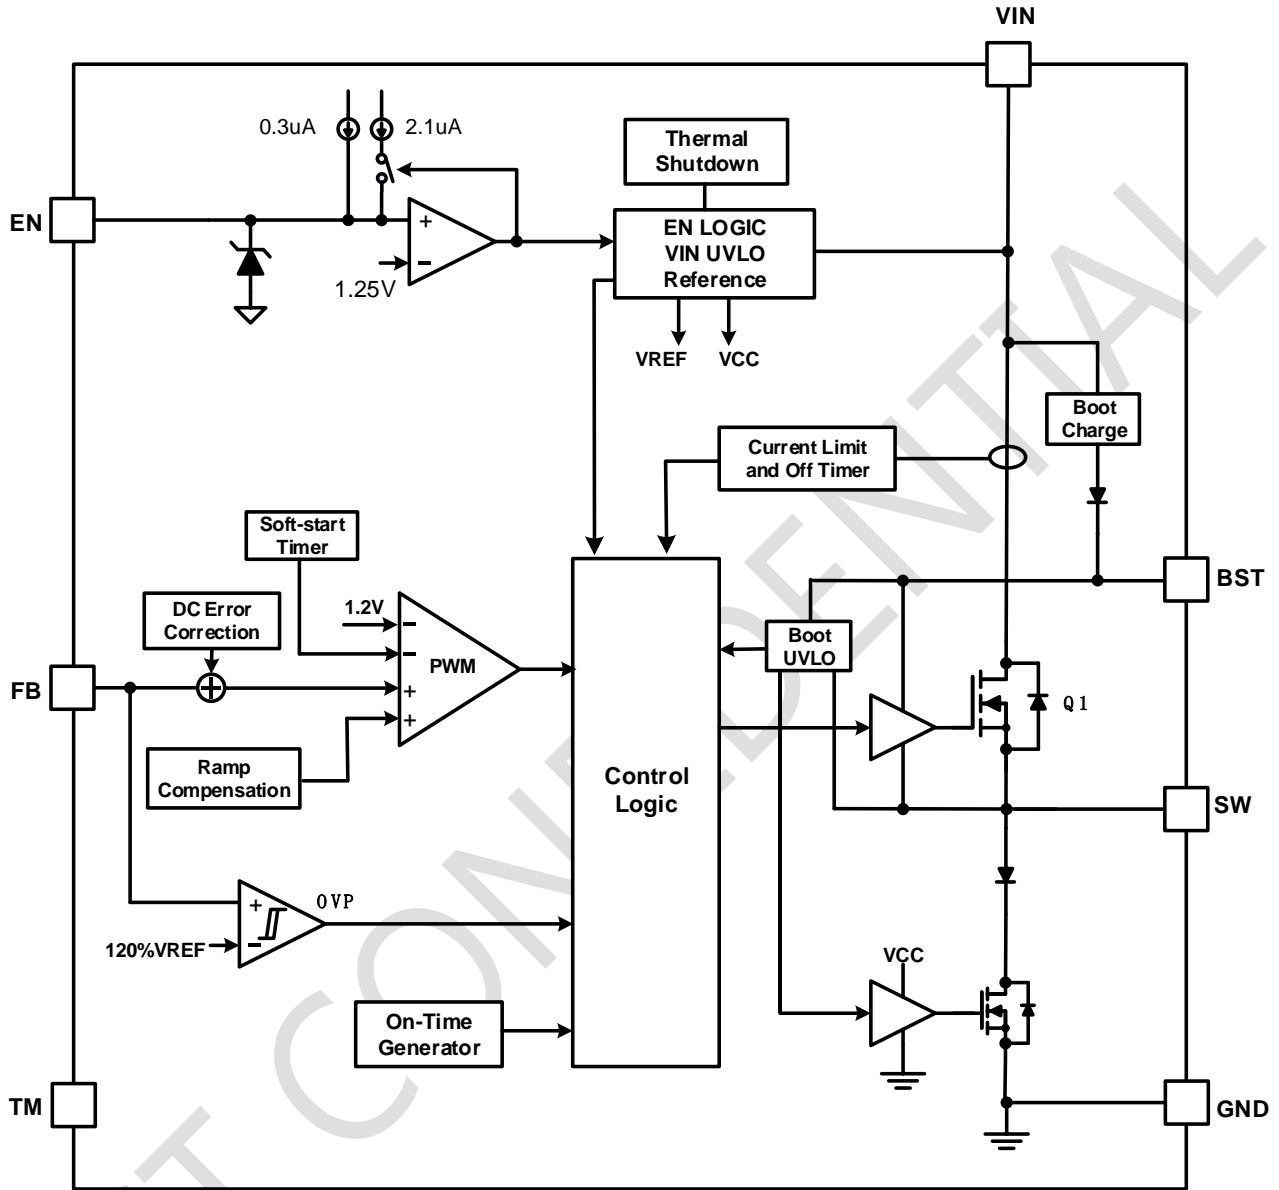 VIN
0.3uA
2.1uA
Thermal
Shutdown
EN
+
−
1.25V
EN LOGIC
VIN UVLO
Reference
VREF
VCC
Boot
Charge
Current Limit
and Off Timer
Soft-start
Timer
BST
DC Error
Correction
1.2V
−
−
+
+
PWM
Boot
UVLO
FB
Q1
Ramp
Compensation
Control
Logic
SW
OVP
+
−
120%VREF
VCC
On-Time
Generator
TM
GND
CONFIDENTIAL